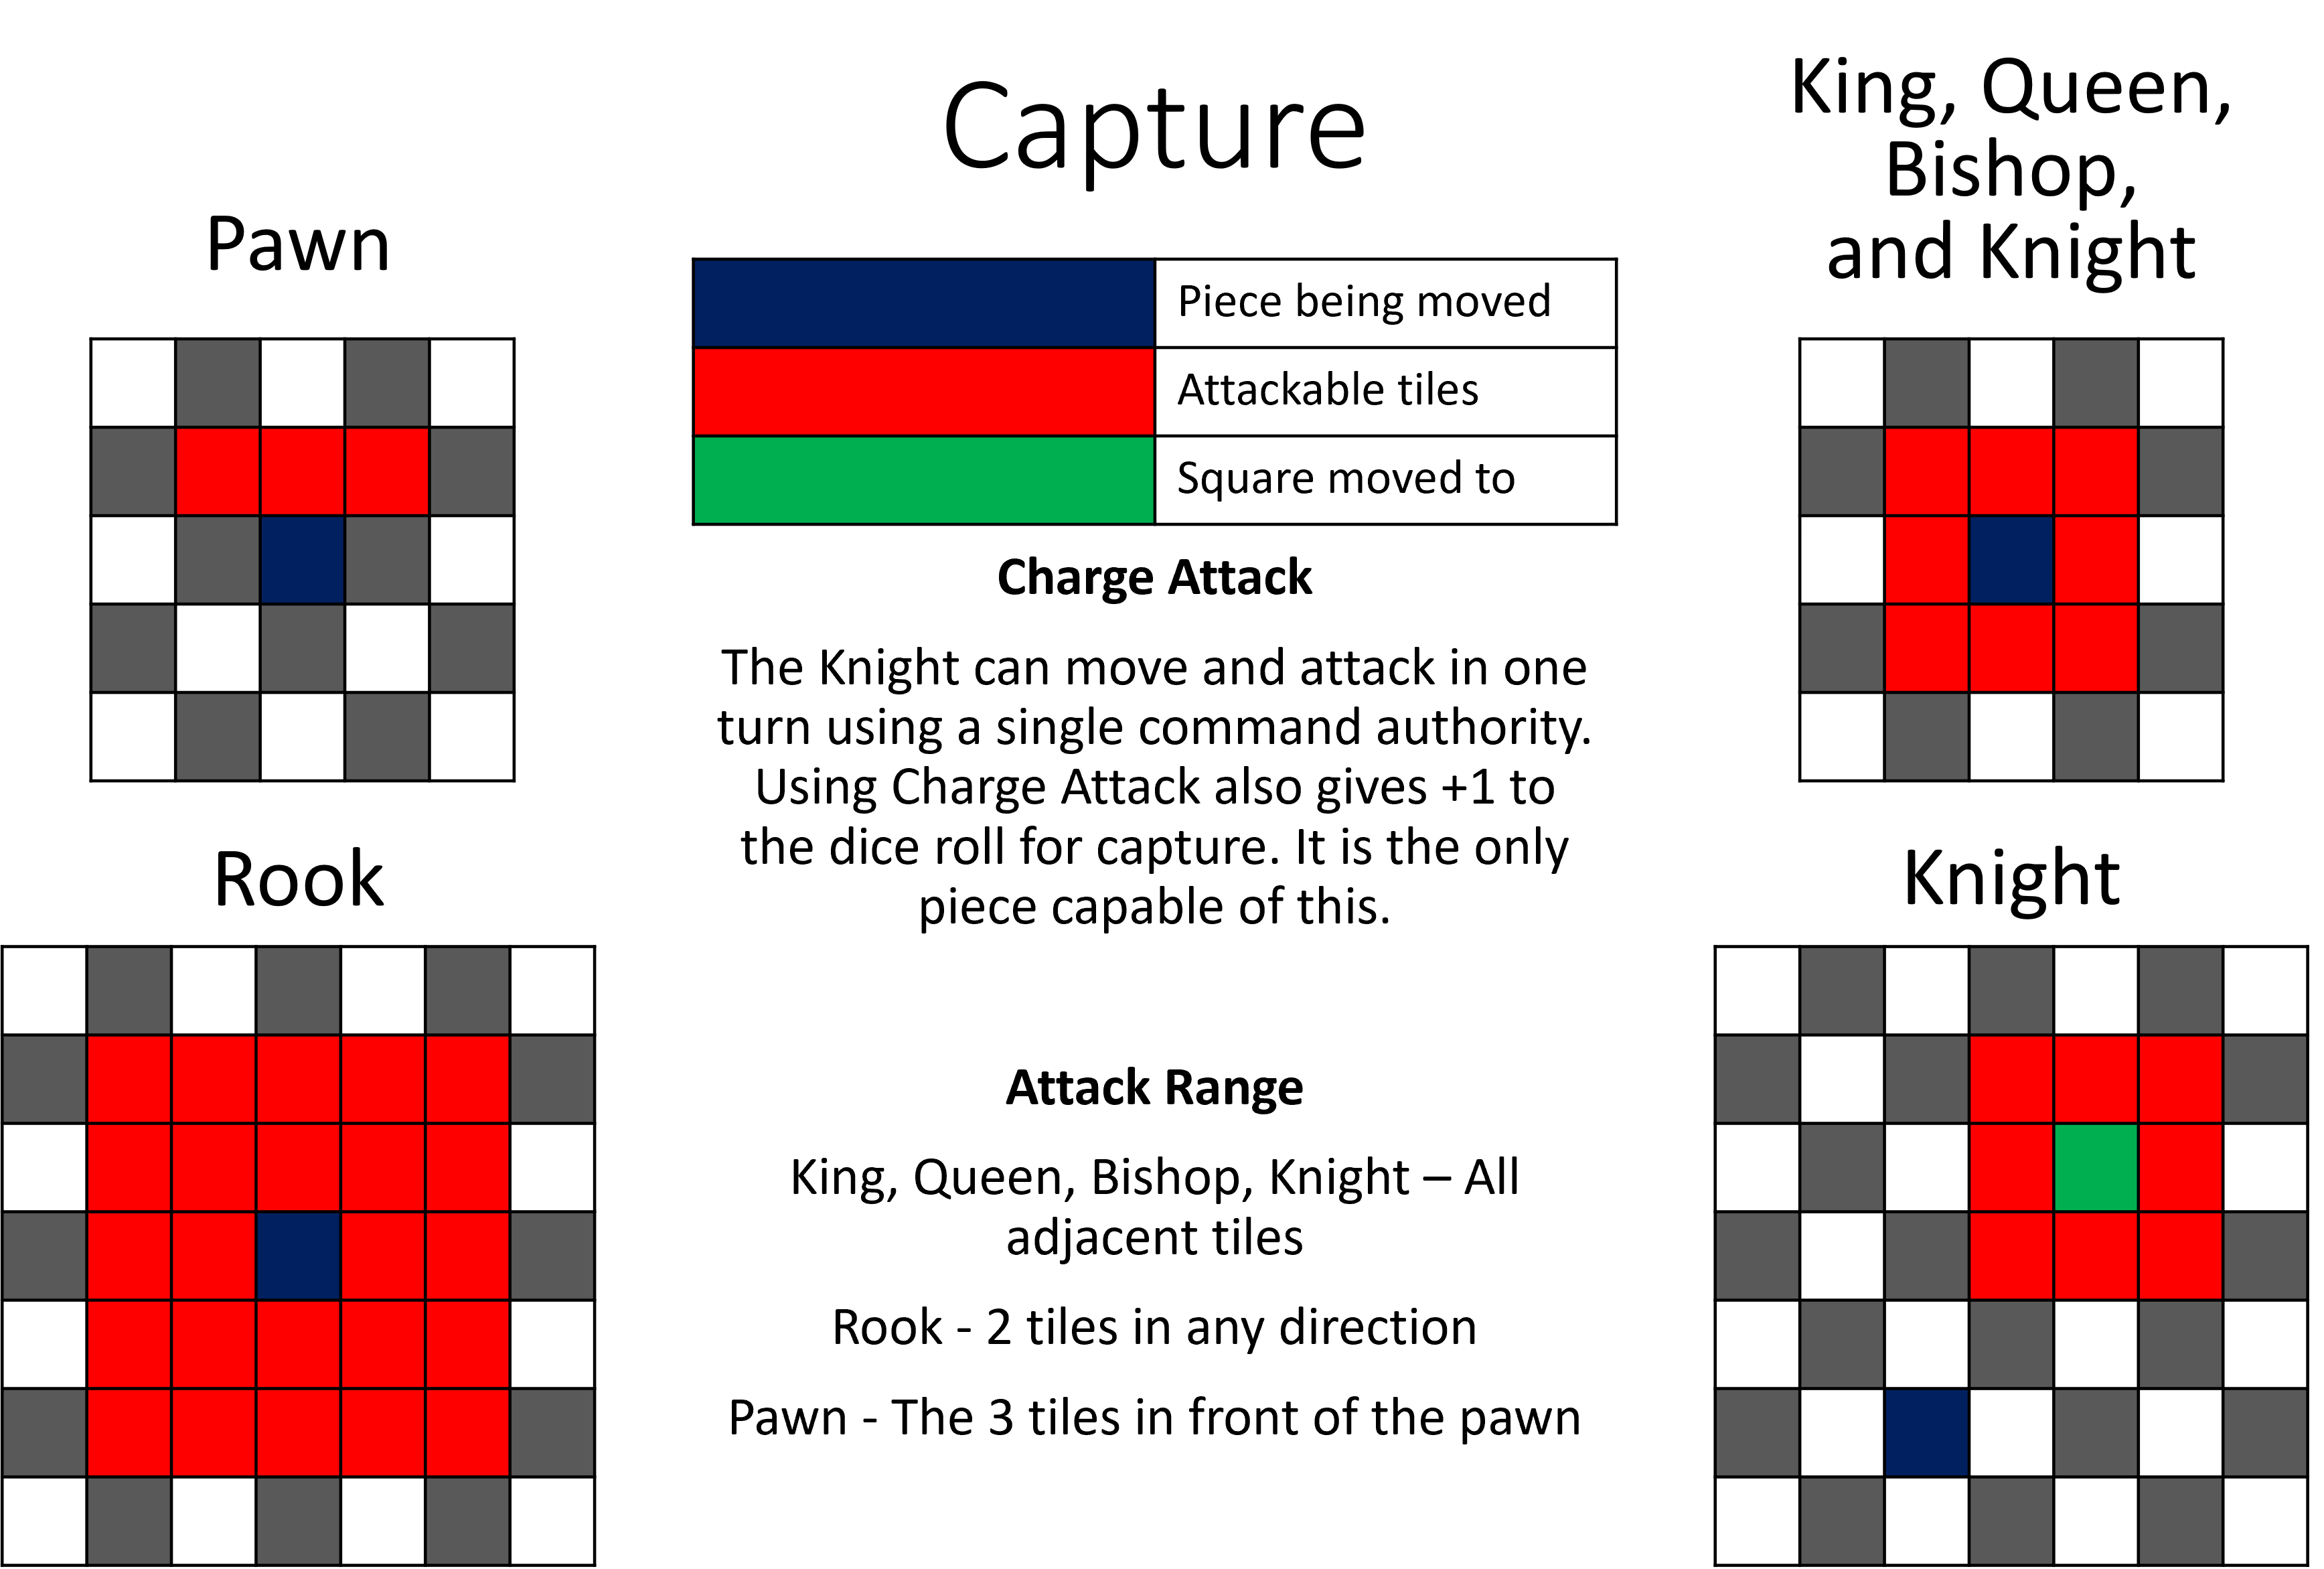 Capture
Pawn
King, Queen,
Bishop,
and Knight
Piece being moved
Attackable tiles
Square moved to
Charge Attack
The Knight can move and attack in one
turn using a single command authority.
Using Charge Attack also gives +1 to
the dice roll for capture. It is the only
piece capable of this.
Rook
Knight
Attack Range
King, Queen, Bishop, Knight – All
adjacent tiles
Rook - 2 tiles in any direction
Pawn - The 3 tiles in front of the pawn